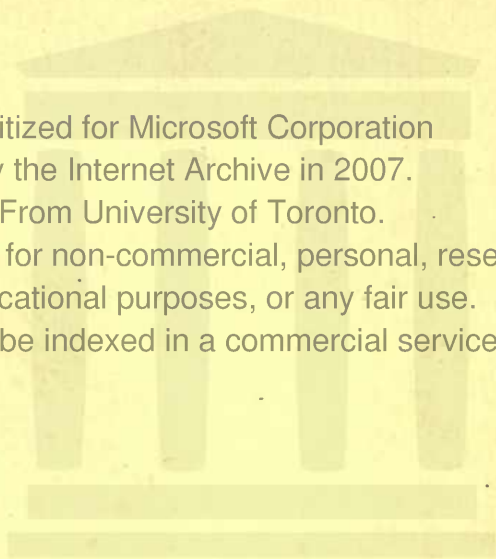 itized for Microsoft Corporation
y the Internet Archive in 2007.
From University of Toronto.
for non-commercial, personal, rese
cational purposes, or any fair use.
be indexed in a commercial service